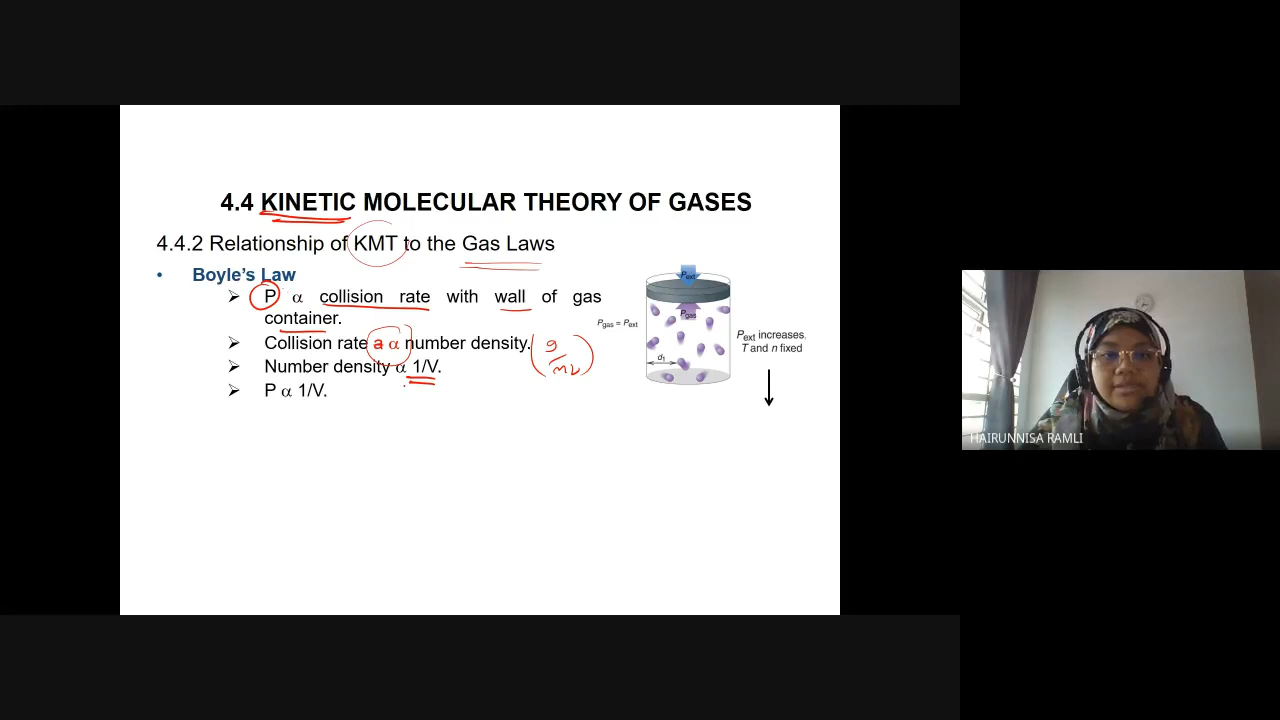 4.4 KINETIC MOLECULAR THEORY OF GASES
4.4.2 Relationship of KMT to the Gas Laws
• Boyle's Law
➢ P α collision rate with wall of gas
container.
➢ Collision rate a α number density. (g/mL)
➢ Number density α 1/V.
➢ P α 1/V.
Pext
Pgas
Pgas = Pext
d1
Pext increases,
T and n fixed
HAIRUNNISA RAMLI